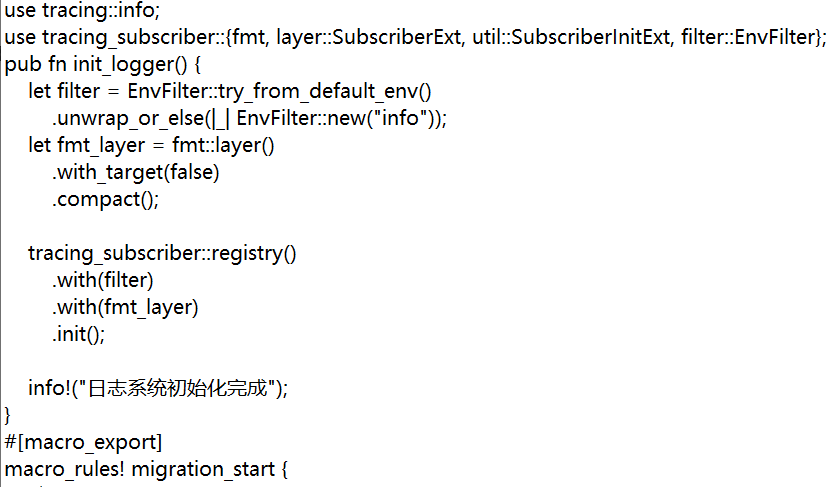 use tracing::info;
use tracing_subscriber::{fmt, layer::SubscriberExt, util::SubscriberInitExt, filter::EnvFilter};
pub fn init_logger() {
    let filter = EnvFilter::try_from_default_env()
        .unwrap_or_else(|_| EnvFilter::new("info"));
    let fmt_layer = fmt::layer()
        .with_target(false)
        .compact();

    tracing_subscriber::registry()
        .with(filter)
        .with(fmt_layer)
        .init();

    info!("日志系统初始化完成");
}
#[macro_export]
macro_rules! migration_start {